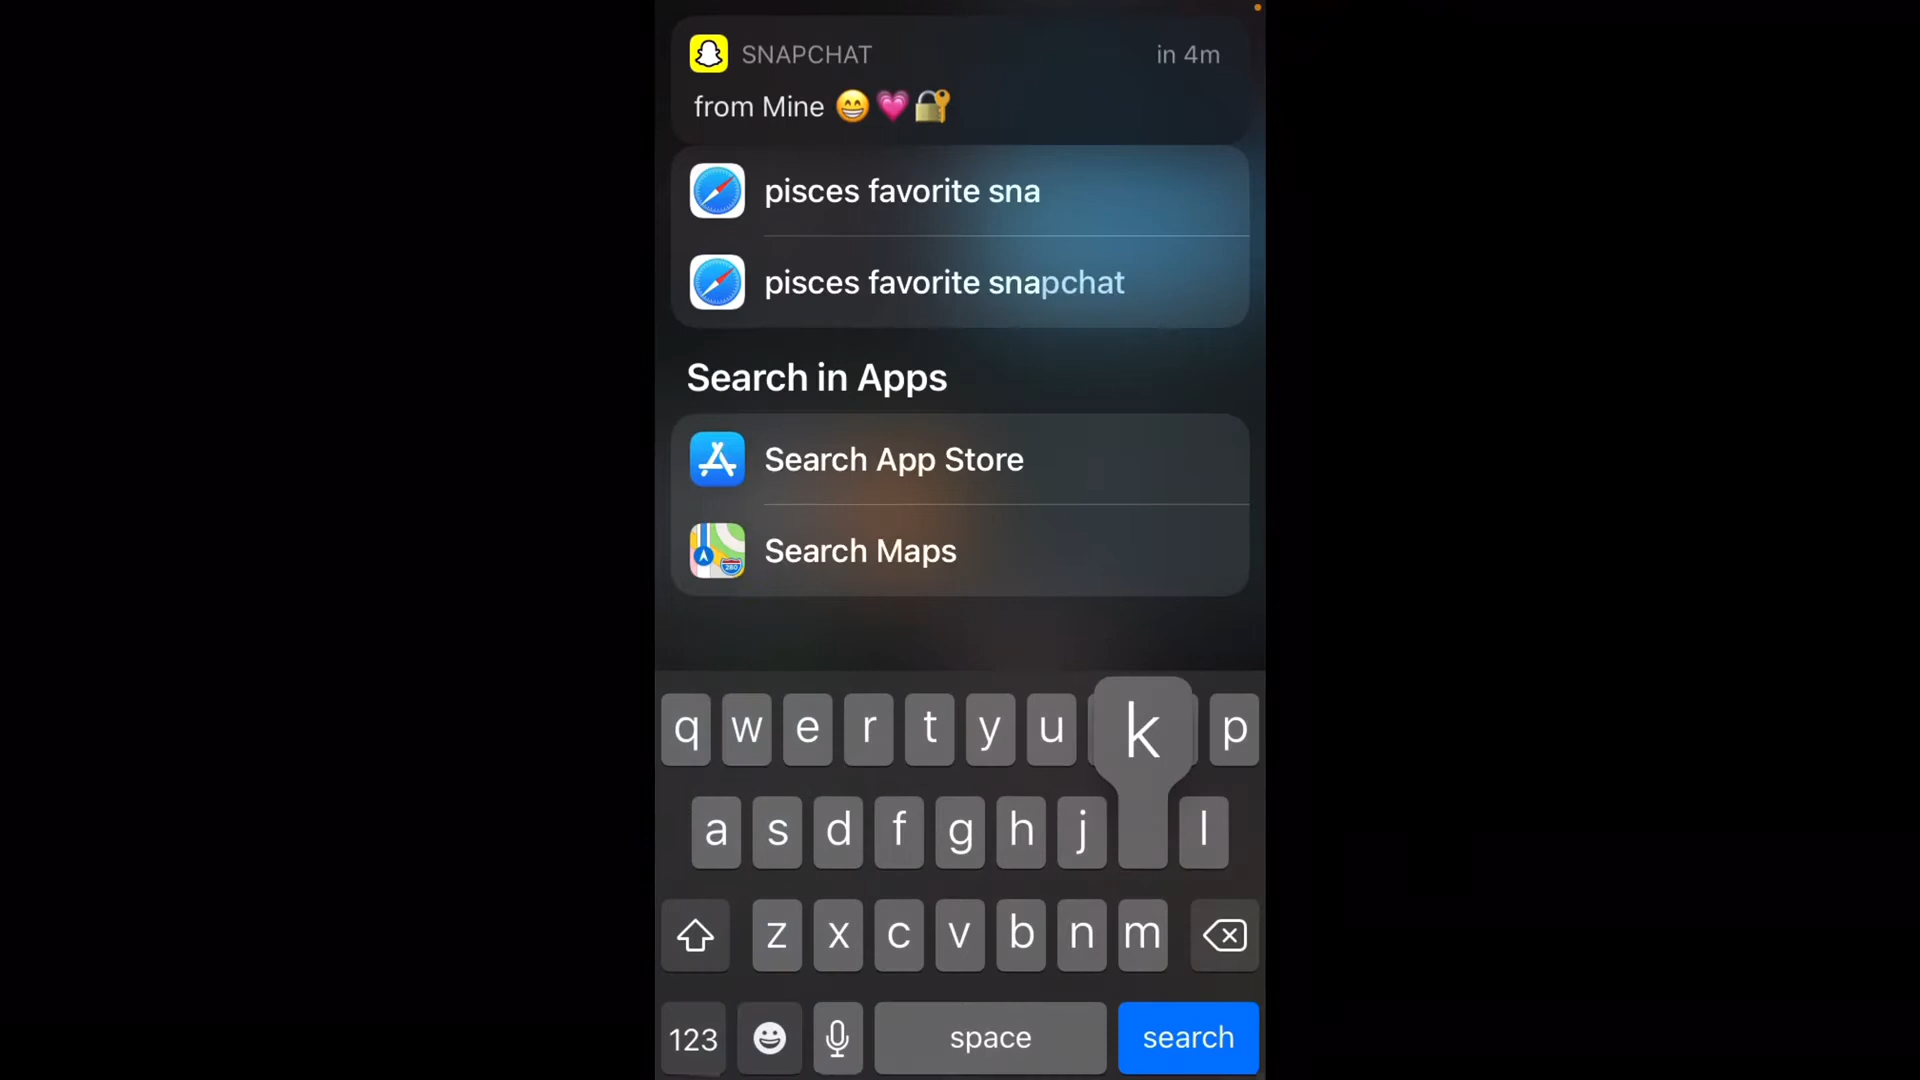 SNAPCHAT in 4m
from Mine 😁💗🔐
pisces favorite sna
pisces favorite snapchat
Search in Apps
Search App Store
Search Maps
q w e r t y u k p
a s d f g h j l
z x c v b n m
123 space search